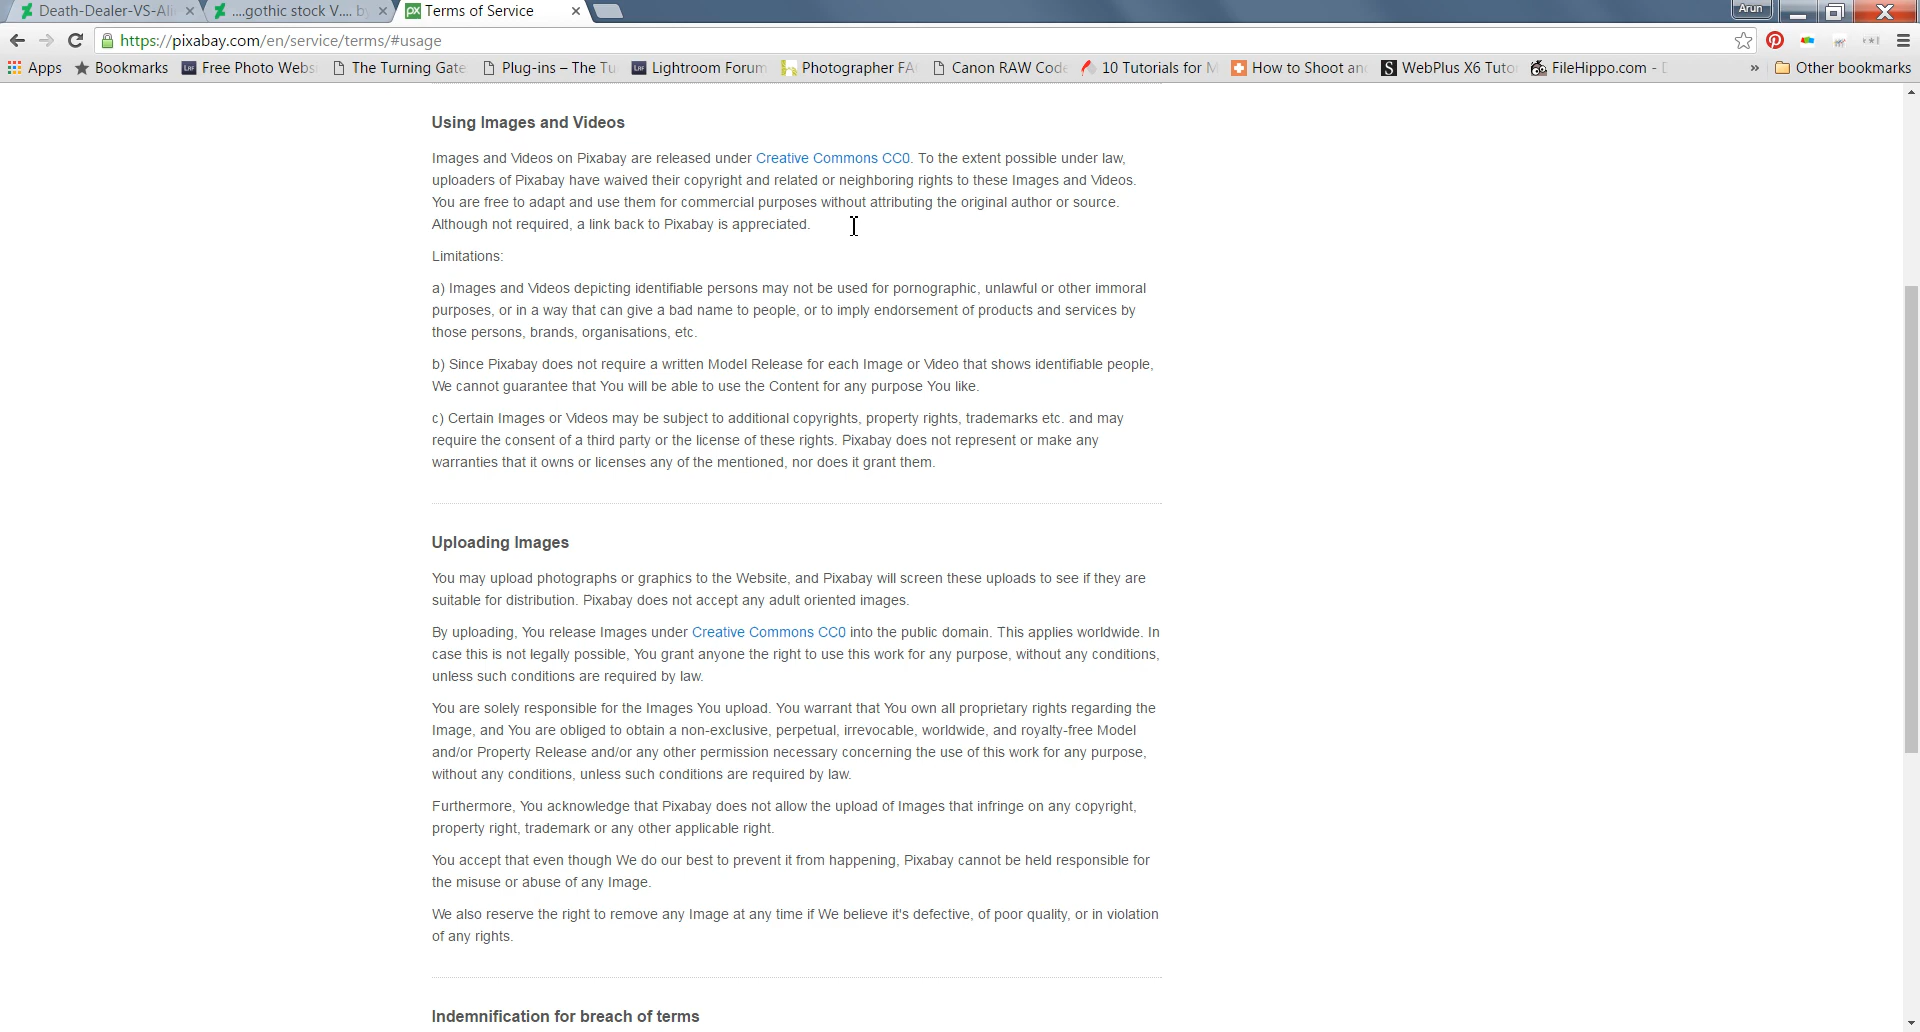 Death-Dealer-VS-Ali
....gothic stock V.... by
Terms of Service
Arun
https://pixabay.com/en/service/terms/#usage
Apps
Bookmarks
Free Photo Webs
The Turning Gate
Plug-ins – The Tu
Lightroom Forum
Photographer FA
Canon RAW Code
10 Tutorials for M
How to Shoot an
WebPlus X6 Tuto
FileHippo.com -
»
Other bookmarks
Using Images and Videos
Images and Videos on Pixabay are released under Creative Commons CC0. To the extent possible under law,
uploaders of Pixabay have waived their copyright and related or neighboring rights to these Images and Videos.
You are free to adapt and use them for commercial purposes without attributing the original author or source.
Although not required, a link back to Pixabay is appreciated.
Limitations:
a) Images and Videos depicting identifiable persons may not be used for pornographic, unlawful or other immoral
purposes, or in a way that can give a bad name to people, or to imply endorsement of products and services by
those persons, brands, organisations, etc.
b) Since Pixabay does not require a written Model Release for each Image or Video that shows identifiable people,
We cannot guarantee that You will be able to use the Content for any purpose You like.
c) Certain Images or Videos may be subject to additional copyrights, property rights, trademarks etc. and may
require the consent of a third party or the license of these rights. Pixabay does not represent or make any
warranties that it owns or licenses any of the mentioned, nor does it grant them.
Uploading Images
You may upload photographs or graphics to the Website, and Pixabay will screen these uploads to see if they are
suitable for distribution. Pixabay does not accept any adult oriented images.
By uploading, You release Images under Creative Commons CC0 into the public domain. This applies worldwide. In
case this is not legally possible, You grant anyone the right to use this work for any purpose, without any conditions,
unless such conditions are required by law.
You are solely responsible for the Images You upload. You warrant that You own all proprietary rights regarding the
Image, and You are obliged to obtain a non-exclusive, perpetual, irrevocable, worldwide, and royalty-free Model
and/or Property Release and/or any other permission necessary concerning the use of this work for any purpose,
without any conditions, unless such conditions are required by law.
Furthermore, You acknowledge that Pixabay does not allow the upload of Images that infringe on any copyright,
property right, trademark or any other applicable right.
You accept that even though We do our best to prevent it from happening, Pixabay cannot be held responsible for
the misuse or abuse of any Image.
We also reserve the right to remove any Image at any time if We believe it's defective, of poor quality, or in violation
of any rights.
Indemnification for breach of terms